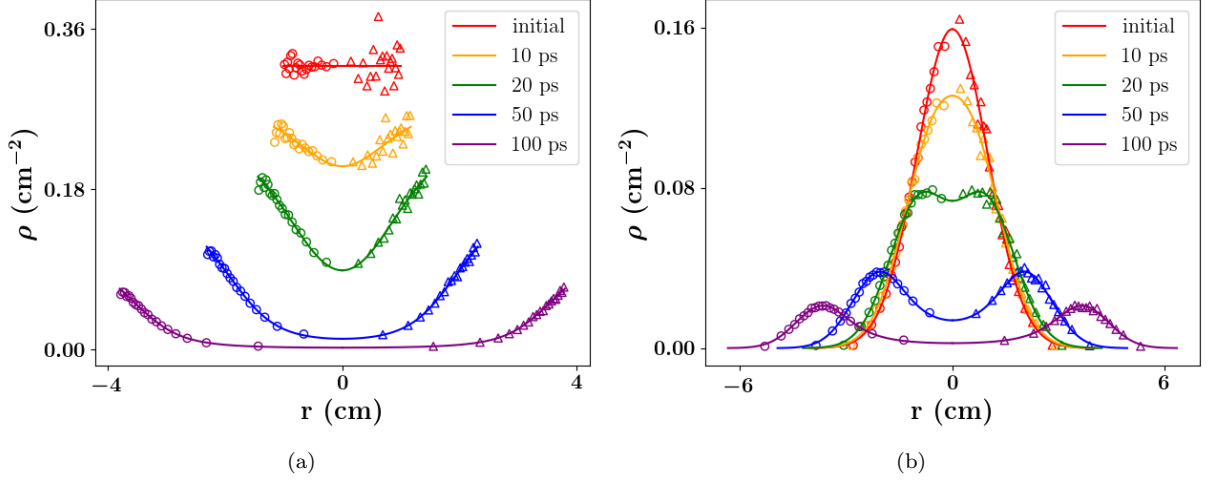 0.36
0.18
0.00
ρ (cm⁻²)
−4
0
4
r (cm)
initial
10 ps
20 ps
50 ps
100 ps
(a)
0.16
0.08
0.00
ρ (cm⁻²)
−6
0
6
r (cm)
initial
10 ps
20 ps
50 ps
100 ps
(b)